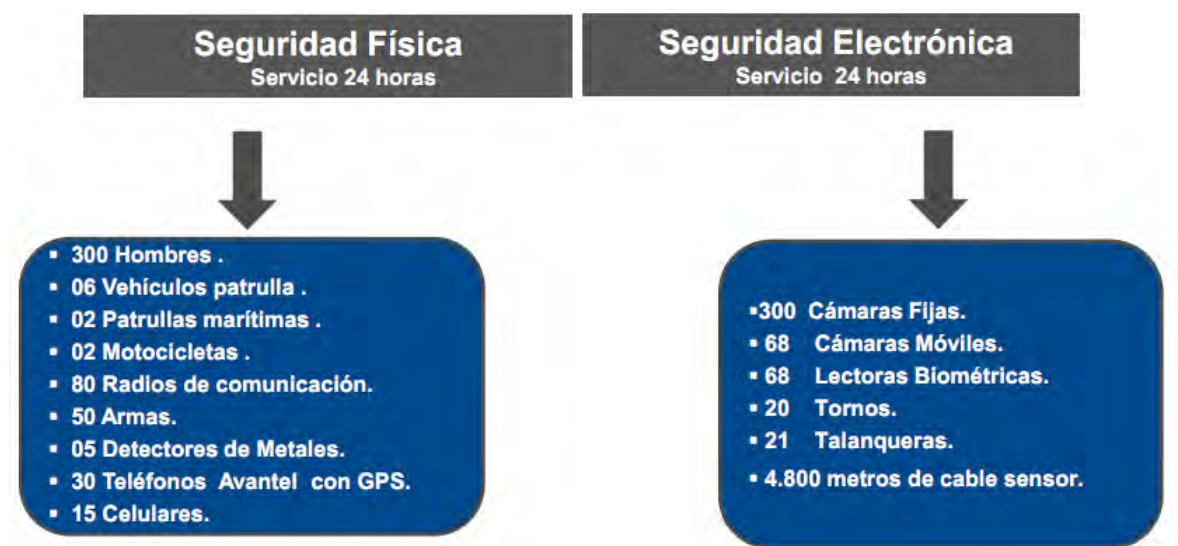 Seguridad Física
Servicio 24 horas
Seguridad Electrónica
Servicio 24 horas
▪ 300 Hombres .
▪ 06 Vehículos patrulla .
▪ 02 Patrullas marítimas .
▪ 02 Motocicletas .
▪ 80 Radios de comunicación.
▪ 50 Armas.
▪ 05 Detectores de Metales.
▪ 30 Teléfonos Avantel con GPS.
▪ 15 Celulares.
▪300 Cámaras Fijas.
▪ 68 Cámaras Móviles.
▪ 68 Lectoras Biométricas.
▪ 20 Tornos.
▪ 21 Talanqueras.
▪ 4.800 metros de cable sensor.